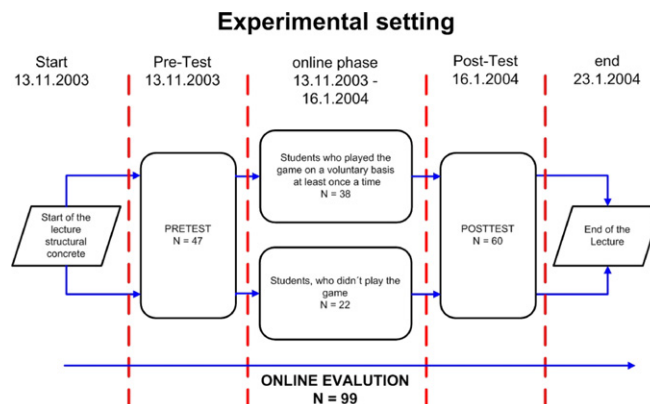 Experimental setting
Start
13.11.2003
Pre-Test
13.11.2003
online phase
13.11.2003 -
16.1.2004
Post-Test
16.1.2004
end
23.1.2004
Start of the
lecture
structural
concrete
PRETEST
N = 47
Students who played the
game on a voluntary basis
at least once a time
N = 38
Students, who didn´t play the
game
N = 22
POSTTEST
N = 60
End of the
Lecture
ONLINE EVALUTION
N = 99